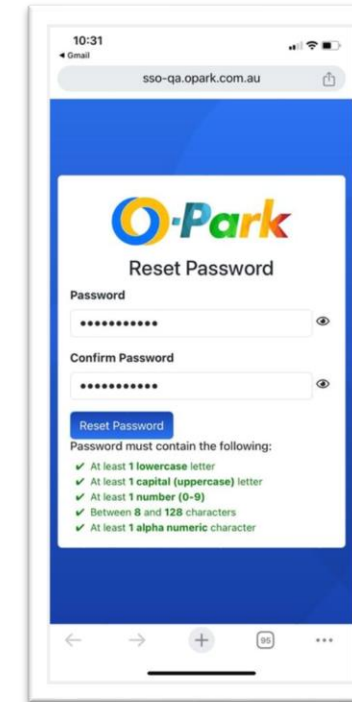 10:31
◀ Gmail
sso-qa.opark.com.au
O-Park
Reset Password
Password
•••••••••••
Confirm Password
•••••••••••
Reset Password
Password must contain the following:
✔ At least 1 lowercase letter
✔ At least 1 capital (uppercase) letter
✔ At least 1 number (0-9)
✔ Between 8 and 128 characters
✔ At least 1 alpha numeric character
95